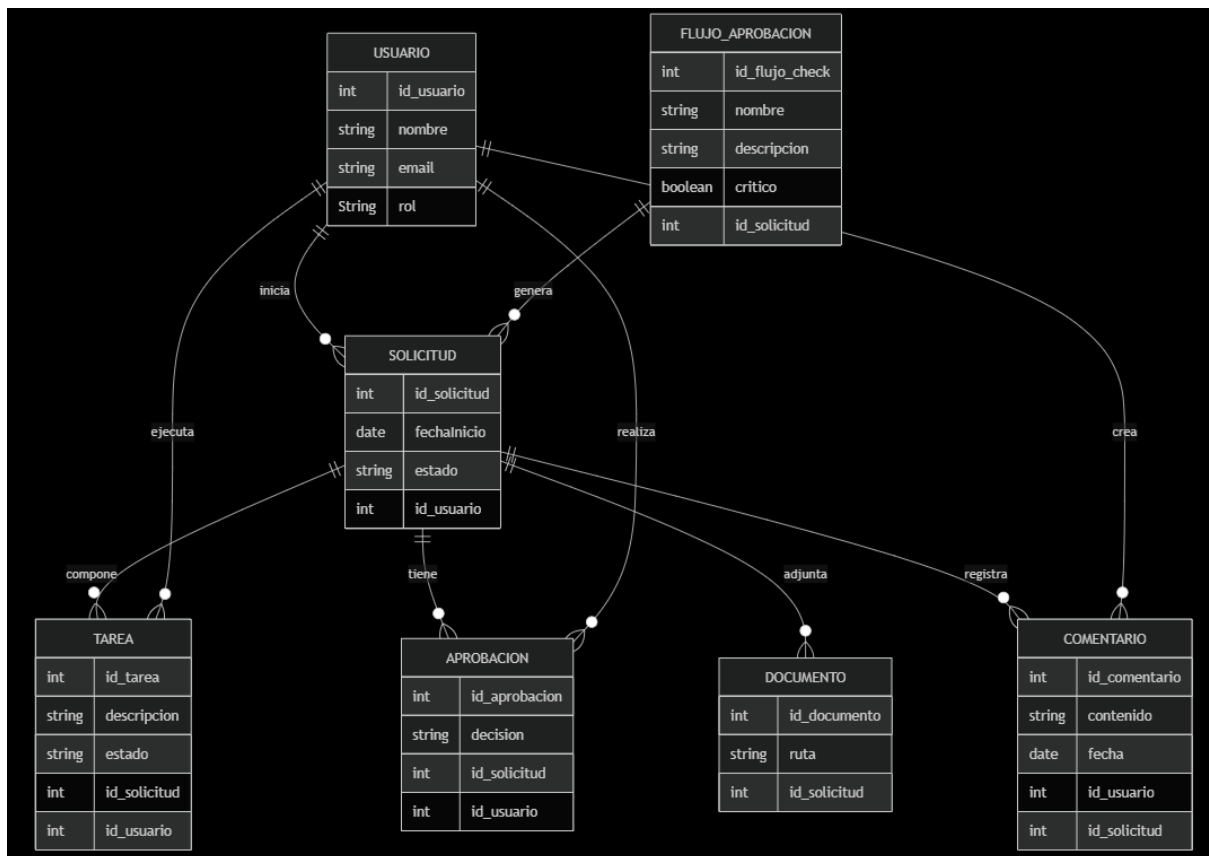 USUARIO
int id_usuario
string nombre
string email
String rol
FLUJO_APROBACION
int id_flujo_check
string nombre
string descripcion
boolean critico
int id_solicitud
inicia
genera
SOLICITUD
int id_solicitud
date fechaInicio
string estado
int id_usuario
ejecuta
realiza
crea
compone
tiene
adjunta
registra
TAREA
int id_tarea
string descripcion
string estado
int id_solicitud
int id_usuario
APROBACION
int id_aprobacion
string decision
int id_solicitud
int id_usuario
DOCUMENTO
int id_documento
string ruta
int id_solicitud
COMENTARIO
int id_comentario
string contenido
date fecha
int id_usuario
int id_solicitud